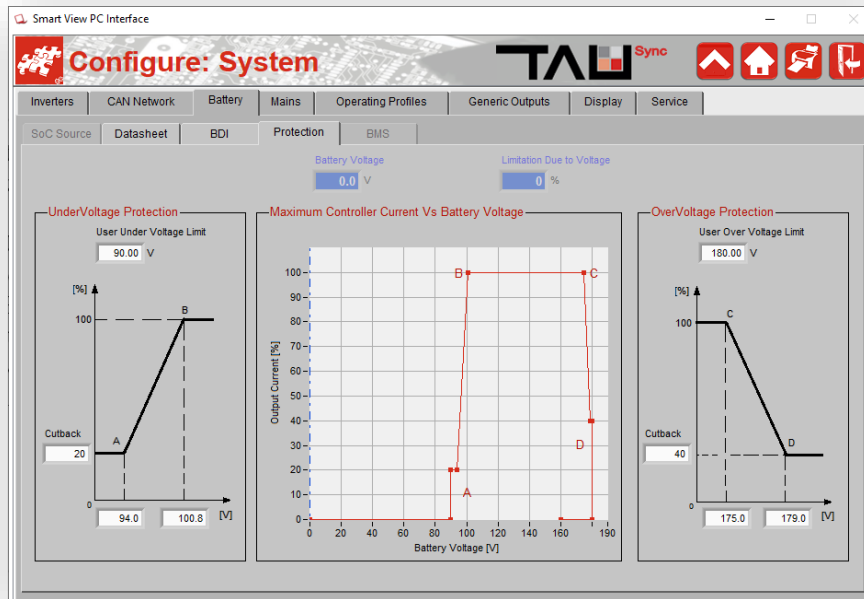 Smart View PC Interface
Configure: System
TAU Sync
Inverters CAN Network Battery Mains Operating Profiles Generic Outputs Display Service
SoC Source Datasheet BDI Protection BMS
Battery Voltage
0.0 V
Limitation Due to Voltage
0 %
UnderVoltage Protection
User Under Voltage Limit
90.00 V
[%]
B
100
Cutback
20
A
0
94.0 100.8 [V]
Maximum Controller Current Vs Battery Voltage
Output Current [%]
100
90
80
70
60
50
40
30
20
10
0
B C
D
A
0 20 40 60 80 100 120 140 160 190
Battery Voltage [V]
OverVoltage Protection
User Over Voltage Limit
180.00 V
[%]
C
100
Cutback
40
D
0
175.0 179.0 [V]